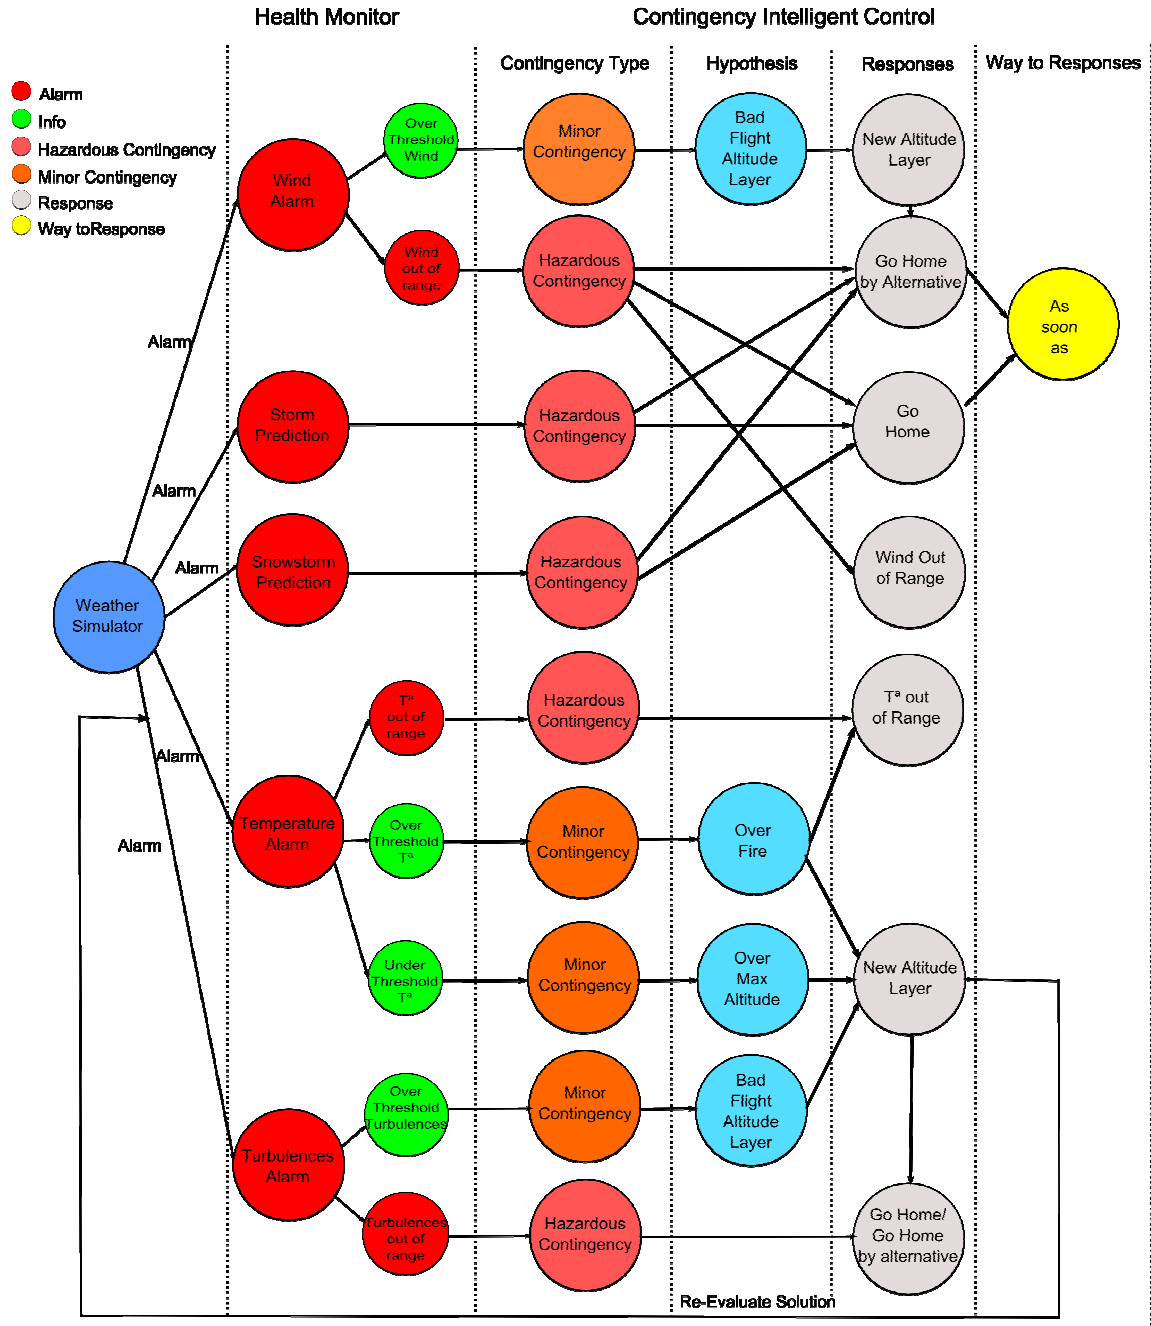 Health Monitor
Contingency Intelligent Control
Contingency Type
Hypothesis
Responses
Way to Responses
Alarm
Info
Hazardous Contingency
Minor Contingency
Response
Way toResponse
Over
Threshold
Wind
Minor
Contingency
Bad
Flight
Altitude
Layer
New Altitude
Layer
Wind
Alarm
Wind
out of
range
Hazardous
Contingency
Go Home
by Alternative
As
soon
as
Alarm
Storm
Prediction
Hazardous
Contingency
Go
Home
Alarm
Snowstorm
Prediction
Hazardous
Contingency
Wind Out
of Range
Alarm
Weather
Simulator
Tª
out of
range
Hazardous
Contingency
Tª out
of Range
Alarm
Temperature
Alarm
Over
Threshold
Tª
Minor
Contingency
Over
Fire
Alarm
Under
Threshold
Tª
Minor
Contingency
Over
Max
Altitude
New Altitude
Layer
Over
Threshold
Turbulences
Minor
Contingency
Bad
Flight
Altitude
Layer
Turbulences
Alarm
Turbulences
out of
range
Hazardous
Contingency
Go Home/
Go Home
by alternative
Re-Evaluate Solution